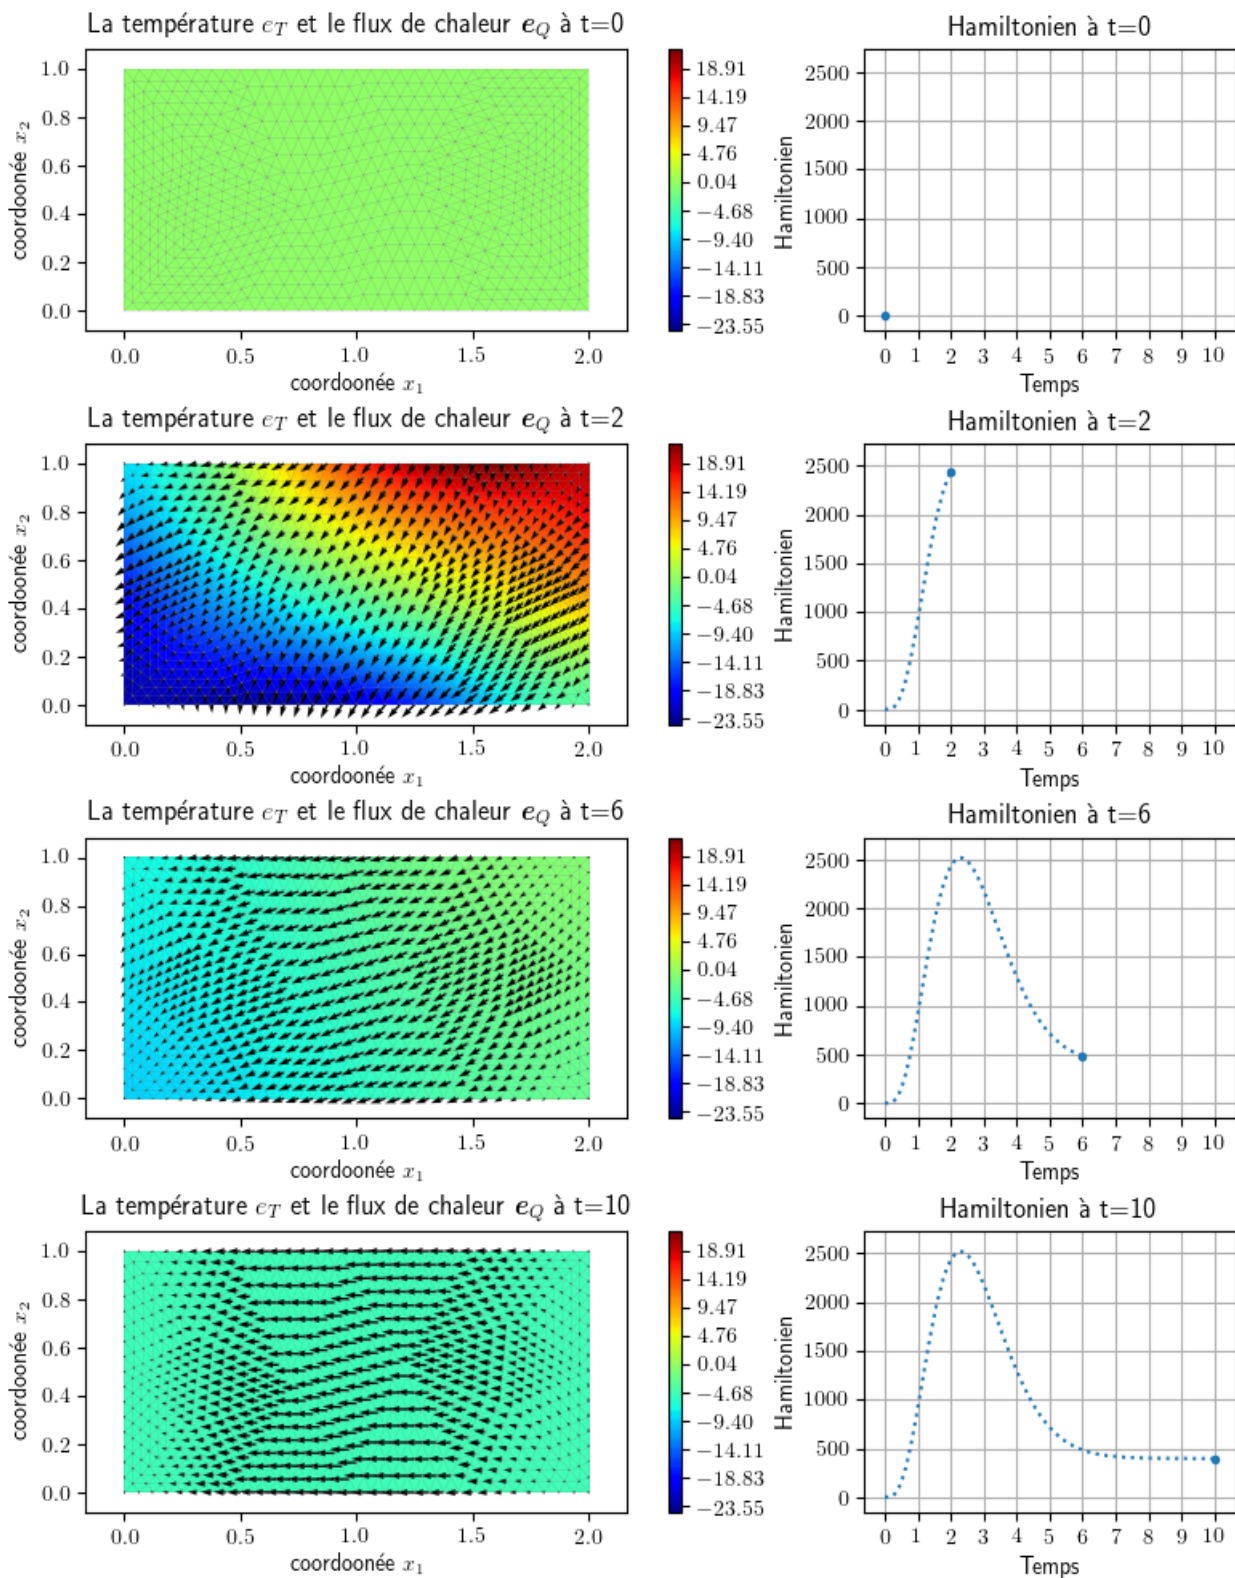 La température e_T et le flux de chaleur e_Q à t=0
Hamiltonien à t=0
1.0
0.8
0.6
0.4
0.2
0.0
coordoonée x_2
0.0 0.5 1.0 1.5 2.0
coordoonée x_1
18.91
14.19
9.47
4.76
0.04
−4.68
−9.40
−14.11
−18.83
−23.55
2500
2000
1500
1000
500
0
Hamiltonien
0 1 2 3 4 5 6 7 8 9 10
Temps
La température e_T et le flux de chaleur e_Q à t=2
Hamiltonien à t=2
1.0
0.8
0.6
0.4
0.2
0.0
coordoonée x_2
0.0 0.5 1.0 1.5 2.0
coordoonée x_1
18.91
14.19
9.47
4.76
0.04
−4.68
−9.40
−14.11
−18.83
−23.55
2500
2000
1500
1000
500
0
Hamiltonien
0 1 2 3 4 5 6 7 8 9 10
Temps
La température e_T et le flux de chaleur e_Q à t=6
Hamiltonien à t=6
1.0
0.8
0.6
0.4
0.2
0.0
coordoonée x_2
0.0 0.5 1.0 1.5 2.0
coordoonée x_1
18.91
14.19
9.47
4.76
0.04
−4.68
−9.40
−14.11
−18.83
−23.55
2500
2000
1500
1000
500
0
Hamiltonien
0 1 2 3 4 5 6 7 8 9 10
Temps
La température e_T et le flux de chaleur e_Q à t=10
Hamiltonien à t=10
1.0
0.8
0.6
0.4
0.2
0.0
coordoonée x_2
0.0 0.5 1.0 1.5 2.0
coordoonée x_1
18.91
14.19
9.47
4.76
0.04
−4.68
−9.40
−14.11
−18.83
−23.55
2500
2000
1500
1000
500
0
Hamiltonien
0 1 2 3 4 5 6 7 8 9 10
Temps